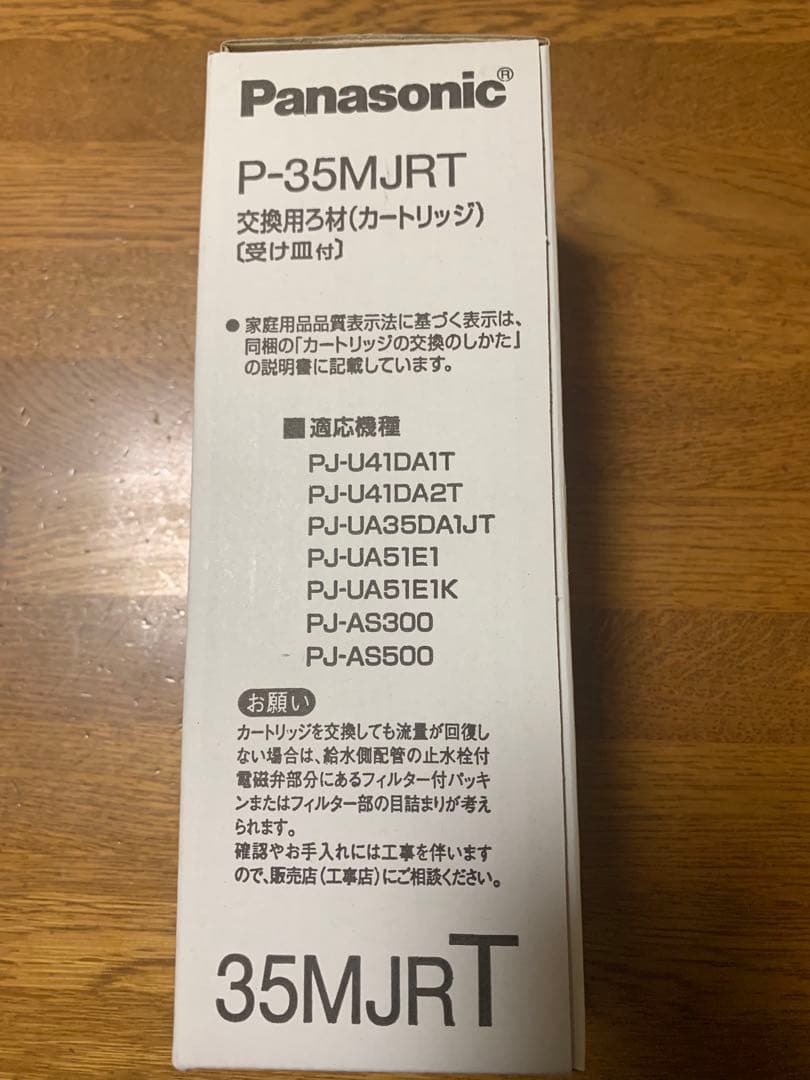 Panasonic®
P-35MJRT
交換用ろ材(カートリッジ)
〔受け皿付〕
● 家庭用品品質表示法に基づく表示は、
同梱の「カートリッジの交換のしかた」
の説明書に記載しています。
■ 適応機種
PJ-U41DA1T
PJ-U41DA2T
PJ-UA35DA1JT
PJ-UA51E1
PJ-UA51E1K
PJ-AS300
PJ-AS500
お願い
カートリッジを交換しても流量が回復し
ない場合は、給水側配管の止水栓付
電磁弁部分にあるフィルター付パッキ
ンまたはフィルター部の目詰まりが考え
られます。
確認やお手入れには工事を伴います
ので、販売店(工事店)にご相談ください。
35MJRT